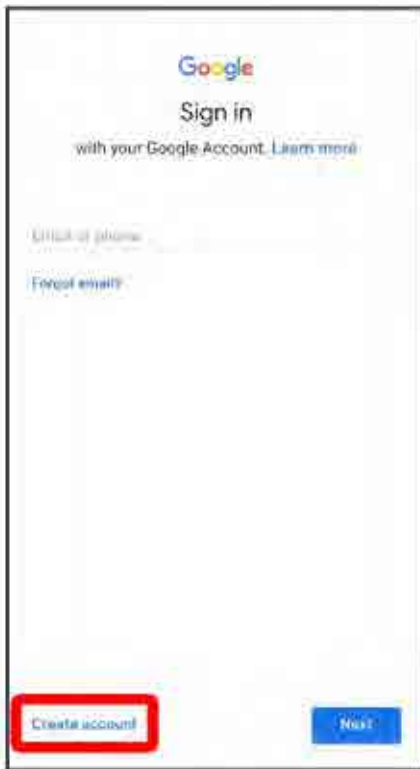 Google
Sign in
with your Google Account. Learn more
Email or phone
Forgot email?
Create account
Next